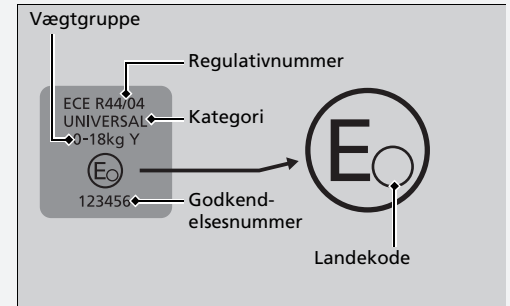 Vægtgruppe
Regulativnummer
ECE R44/04
UNIVERSAL
Kategori
0-18kg Y
E
E
123456
Godkend-
elsesnummer
Landekode